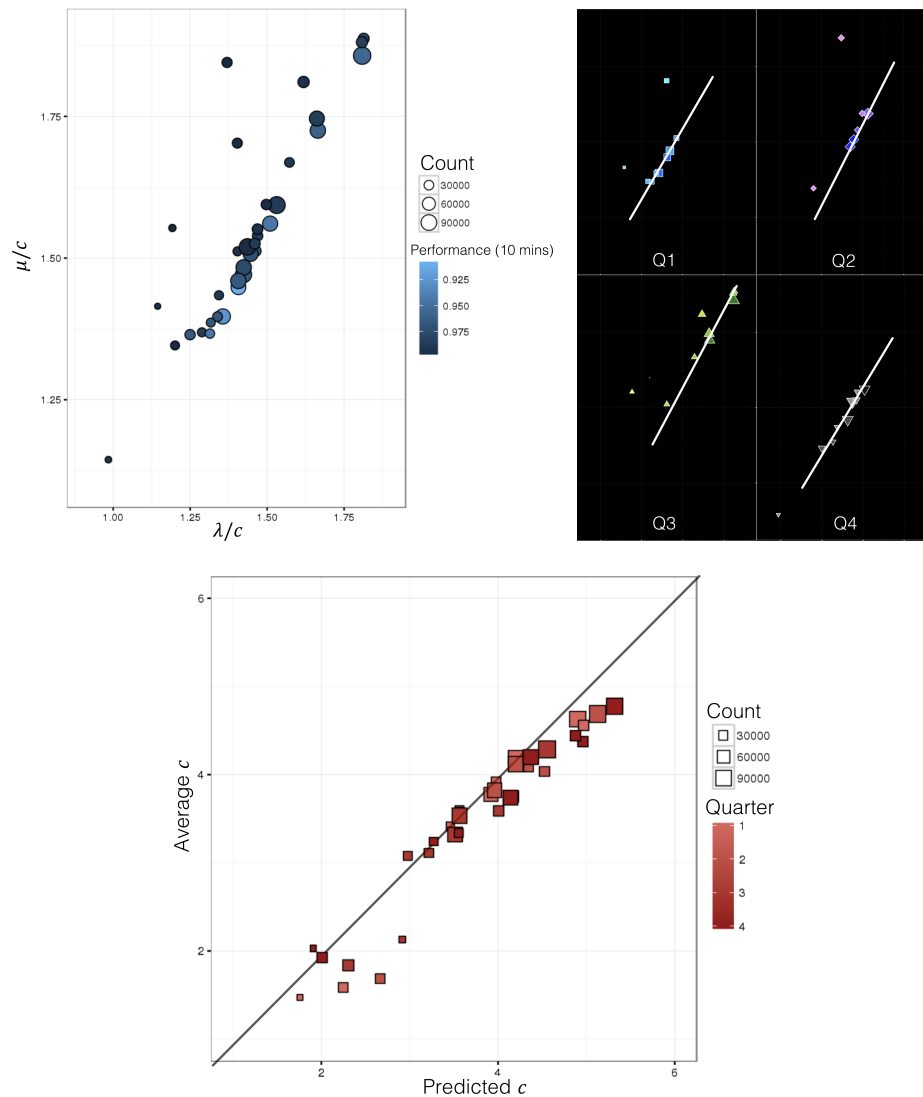 μ/c
1.75
1.50
1.25
1.00
1.25
1.50
1.75
λ/c
Count
30000
60000
90000
Performance (10 mins)
0.925
0.950
0.975
Q1
Q2
Q3
Q4
Average c
6
4
2
2
4
6
Predicted c
Count
30000
60000
90000
Quarter
1
2
3
4